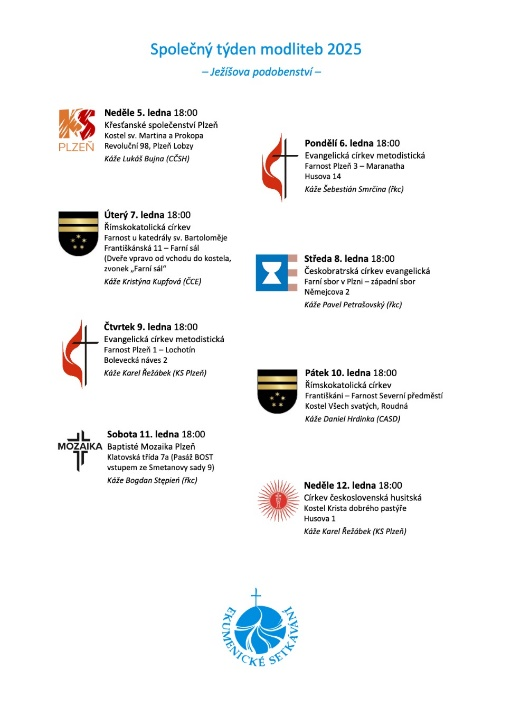 Společný týden modliteb 2025
– Ježíšova podobenství –
KS
PLZEŇ
Neděle 5. ledna 18:00
Křesťanské společenství Plzeň
Kostel sv. Martina a Prokopa
Revoluční 98, Plzeň Lobzy
Káže Lukáš Bujna (CČSH)
Pondělí 6. ledna 18:00
Evangelická církev metodistická
Farnost Plzeň 3 – Maranatha
Husova 14
Káže Šebestián Smrčina (řkc)
Úterý 7. ledna 18:00
Římskokatolická církev
Farnost u katedrály sv. Bartoloměje
Františkánská 11 – Farní sál
(Dveře vpravo od vchodu do kostela,
zvonek „Farní sál“
Káže Kristýna Kupfová (ČCE)
Středa 8. ledna 18:00
Českobratrská církev evangelická
Farní sbor v Plzni – západní sbor
Němejcova 2
Káže Pavel Petrašovský (řkc)
Čtvrtek 9. ledna 18:00
Evangelická církev metodistická
Farnost Plzeň 1 – Lochotín
Bolevecká náves 2
Káže Karel Řežábek (KS Plzeň)
Pátek 10. ledna 18:00
Římskokatolická církev
Františkáni – Farnost Severní předměstí
Kostel Všech svatých, Roudná
Káže Daniel Hrdinka (CASD)
MOZAIKA
Sobota 11. ledna 18:00
Baptisté Mozaika Plzeň
Klatovská třída 7a (Pasáž BOST
vstupem ze Smetanovy sady 9)
Káže Bogdan Stępień (řkc)
Neděle 12. ledna 18:00
Církev československá husitská
Kostel Krista dobrého pastýře
Husova 1
Káže Karel Řežábek (KS Plzeň)
EKUMENICKÉ SETKÁVÁNÍ